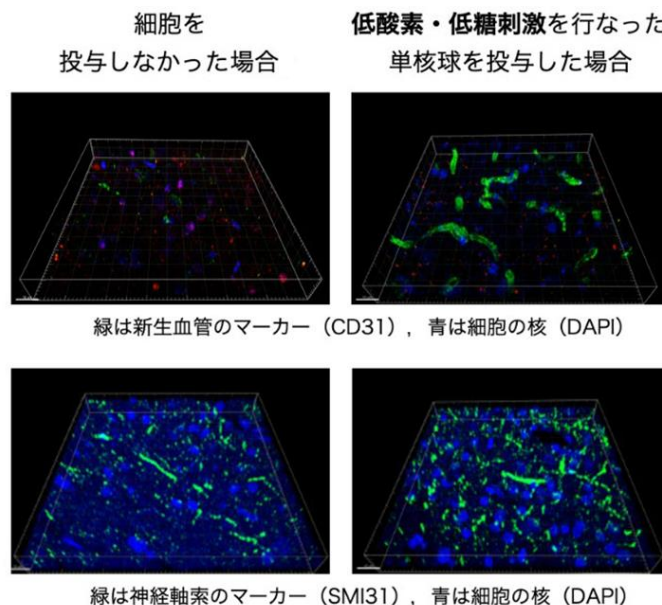 細胞を
投与しなかった場合
低酸素・低糖刺激を行なった
単核球を投与した場合
緑は新生血管のマーカー（CD31）, 青は細胞の核（DAPI）
緑は神経軸索のマーカー（SMI31）, 青は細胞の核（DAPI）